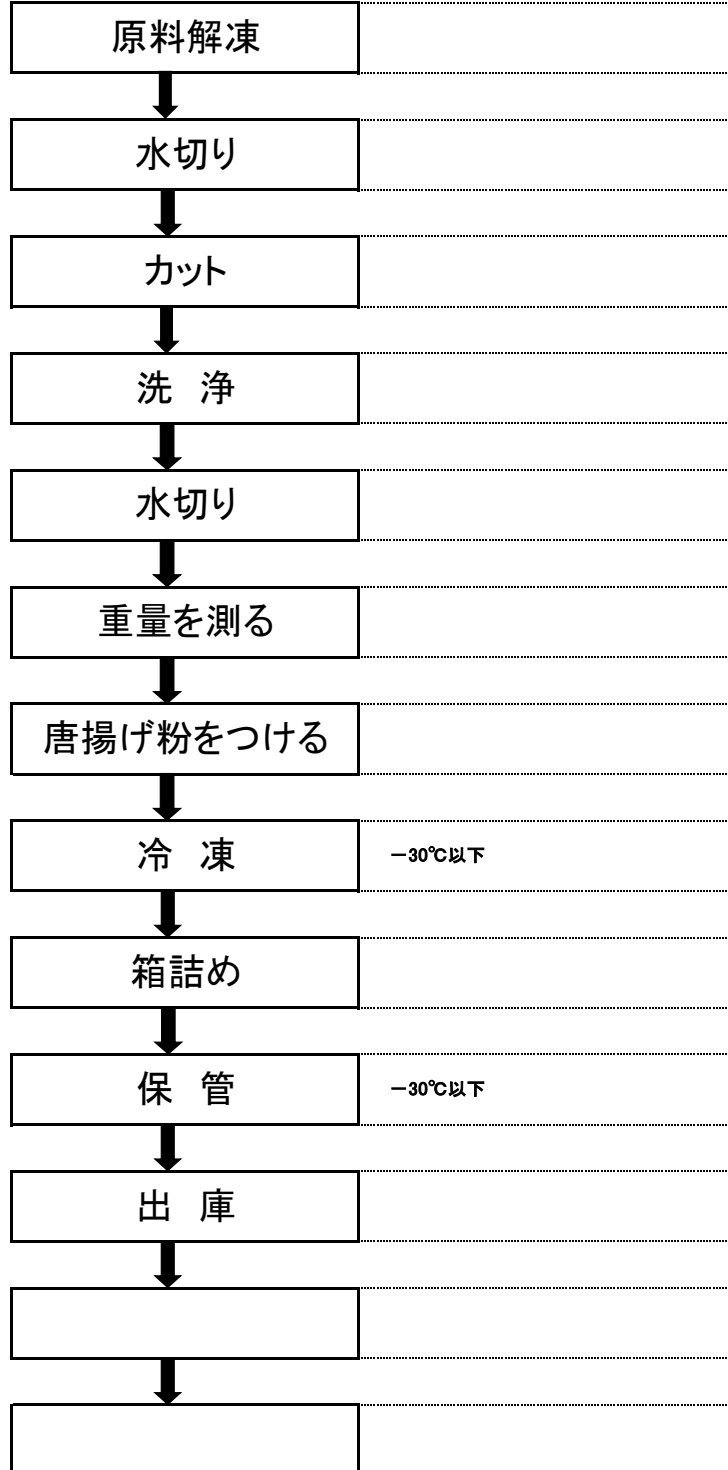 原料解凍
水切り
カット
洗　浄
水切り
重量を測る
唐揚げ粉をつける
冷　凍　－30℃以下
箱詰め
保　管　－30℃以下
出　庫